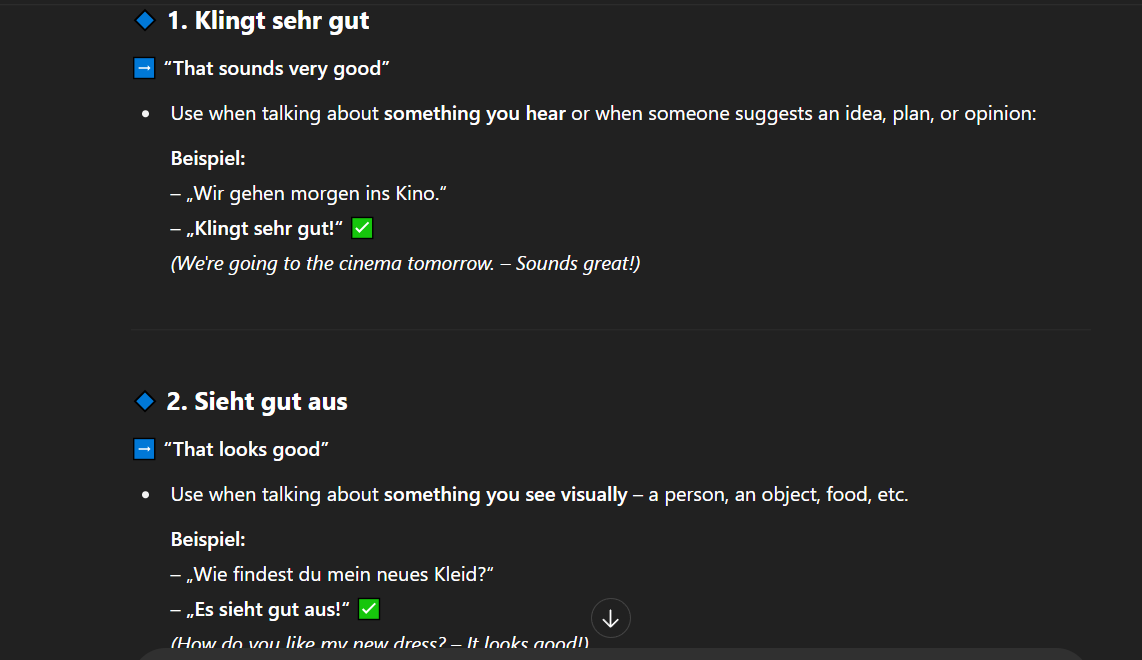 1. Klingt sehr gut
“That sounds very good”
• Use when talking about something you hear or when someone suggests an idea, plan, or opinion:
Beispiel:
– „Wir gehen morgen ins Kino.“
– „Klingt sehr gut!“
(We're going to the cinema tomorrow. – Sounds great!)
2. Sieht gut aus
“That looks good”
• Use when talking about something you see visually – a person, an object, food, etc.
Beispiel:
– „Wie findest du mein neues Kleid?“
– „Es sieht gut aus!“
(How do you like my new dress? – It looks good!)